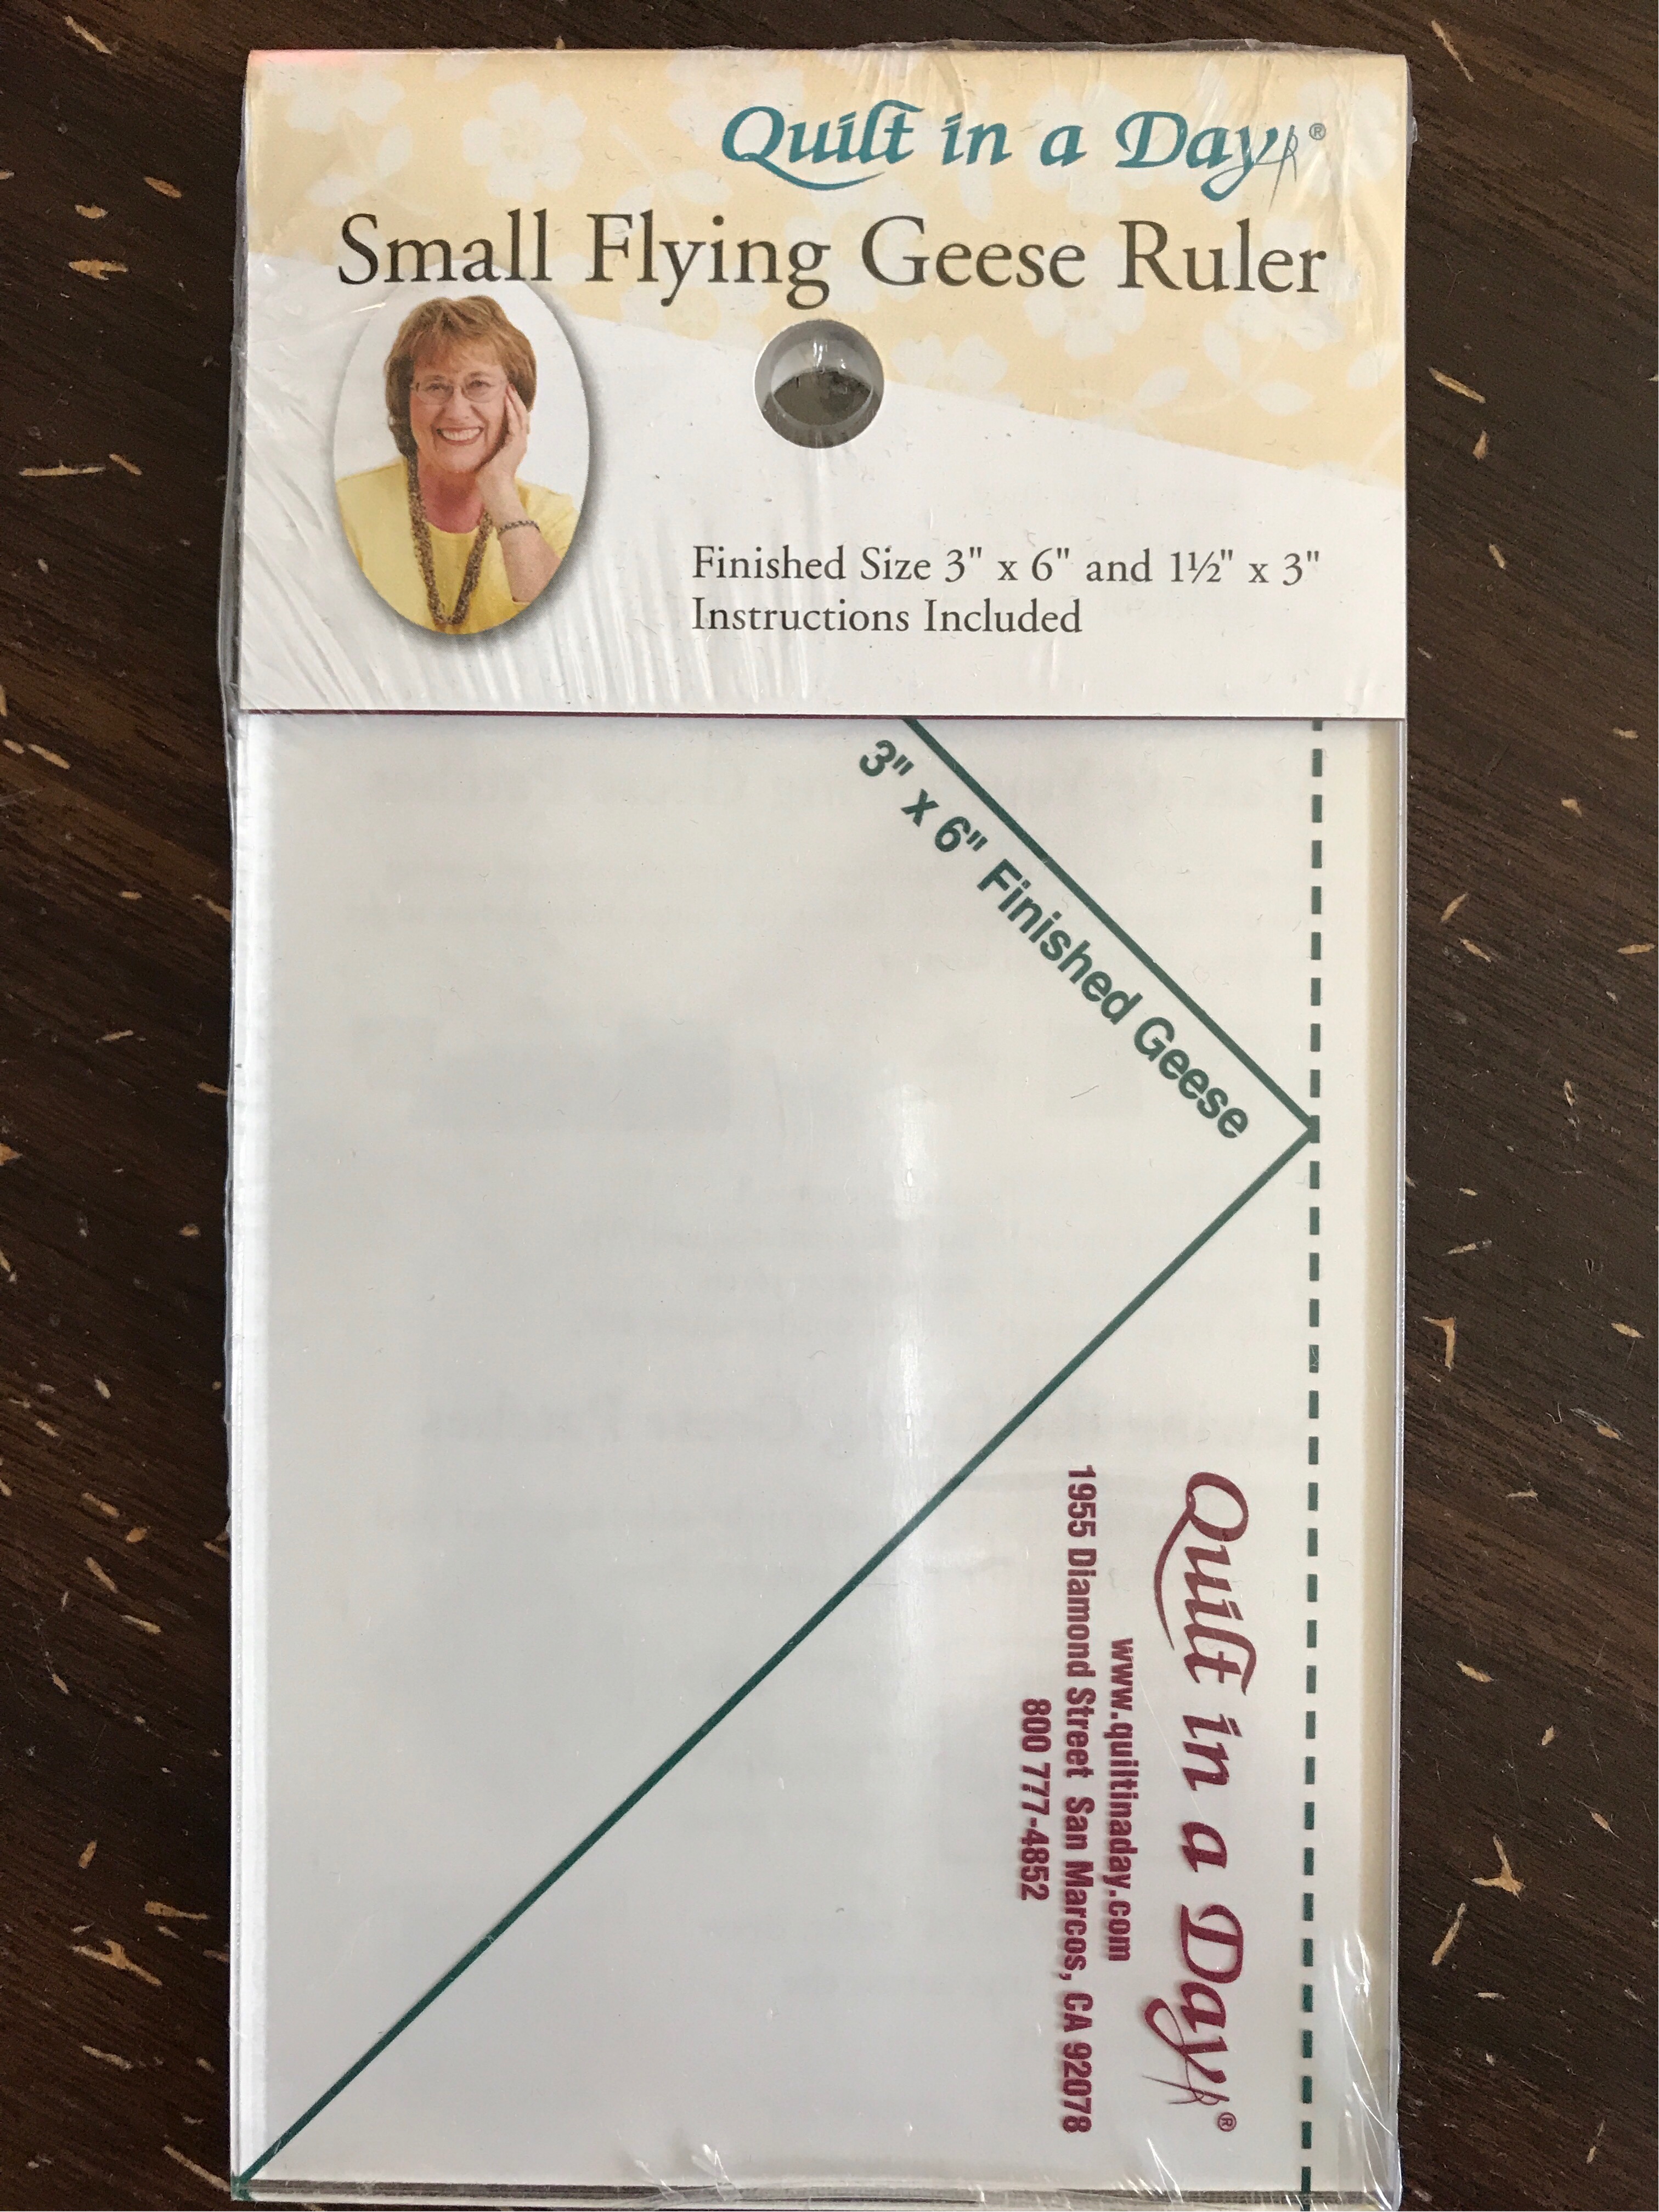 Quilt in a Day®
Small Flying Geese Ruler
Finished Size 3" x 6" and 1½" x 3"
Instructions Included
3" x 6" Finished Geese
Quilt in a Day®
www.quiltinaday.com
1955 Diamond Street San Marcos, CA 92078
800 777-4852